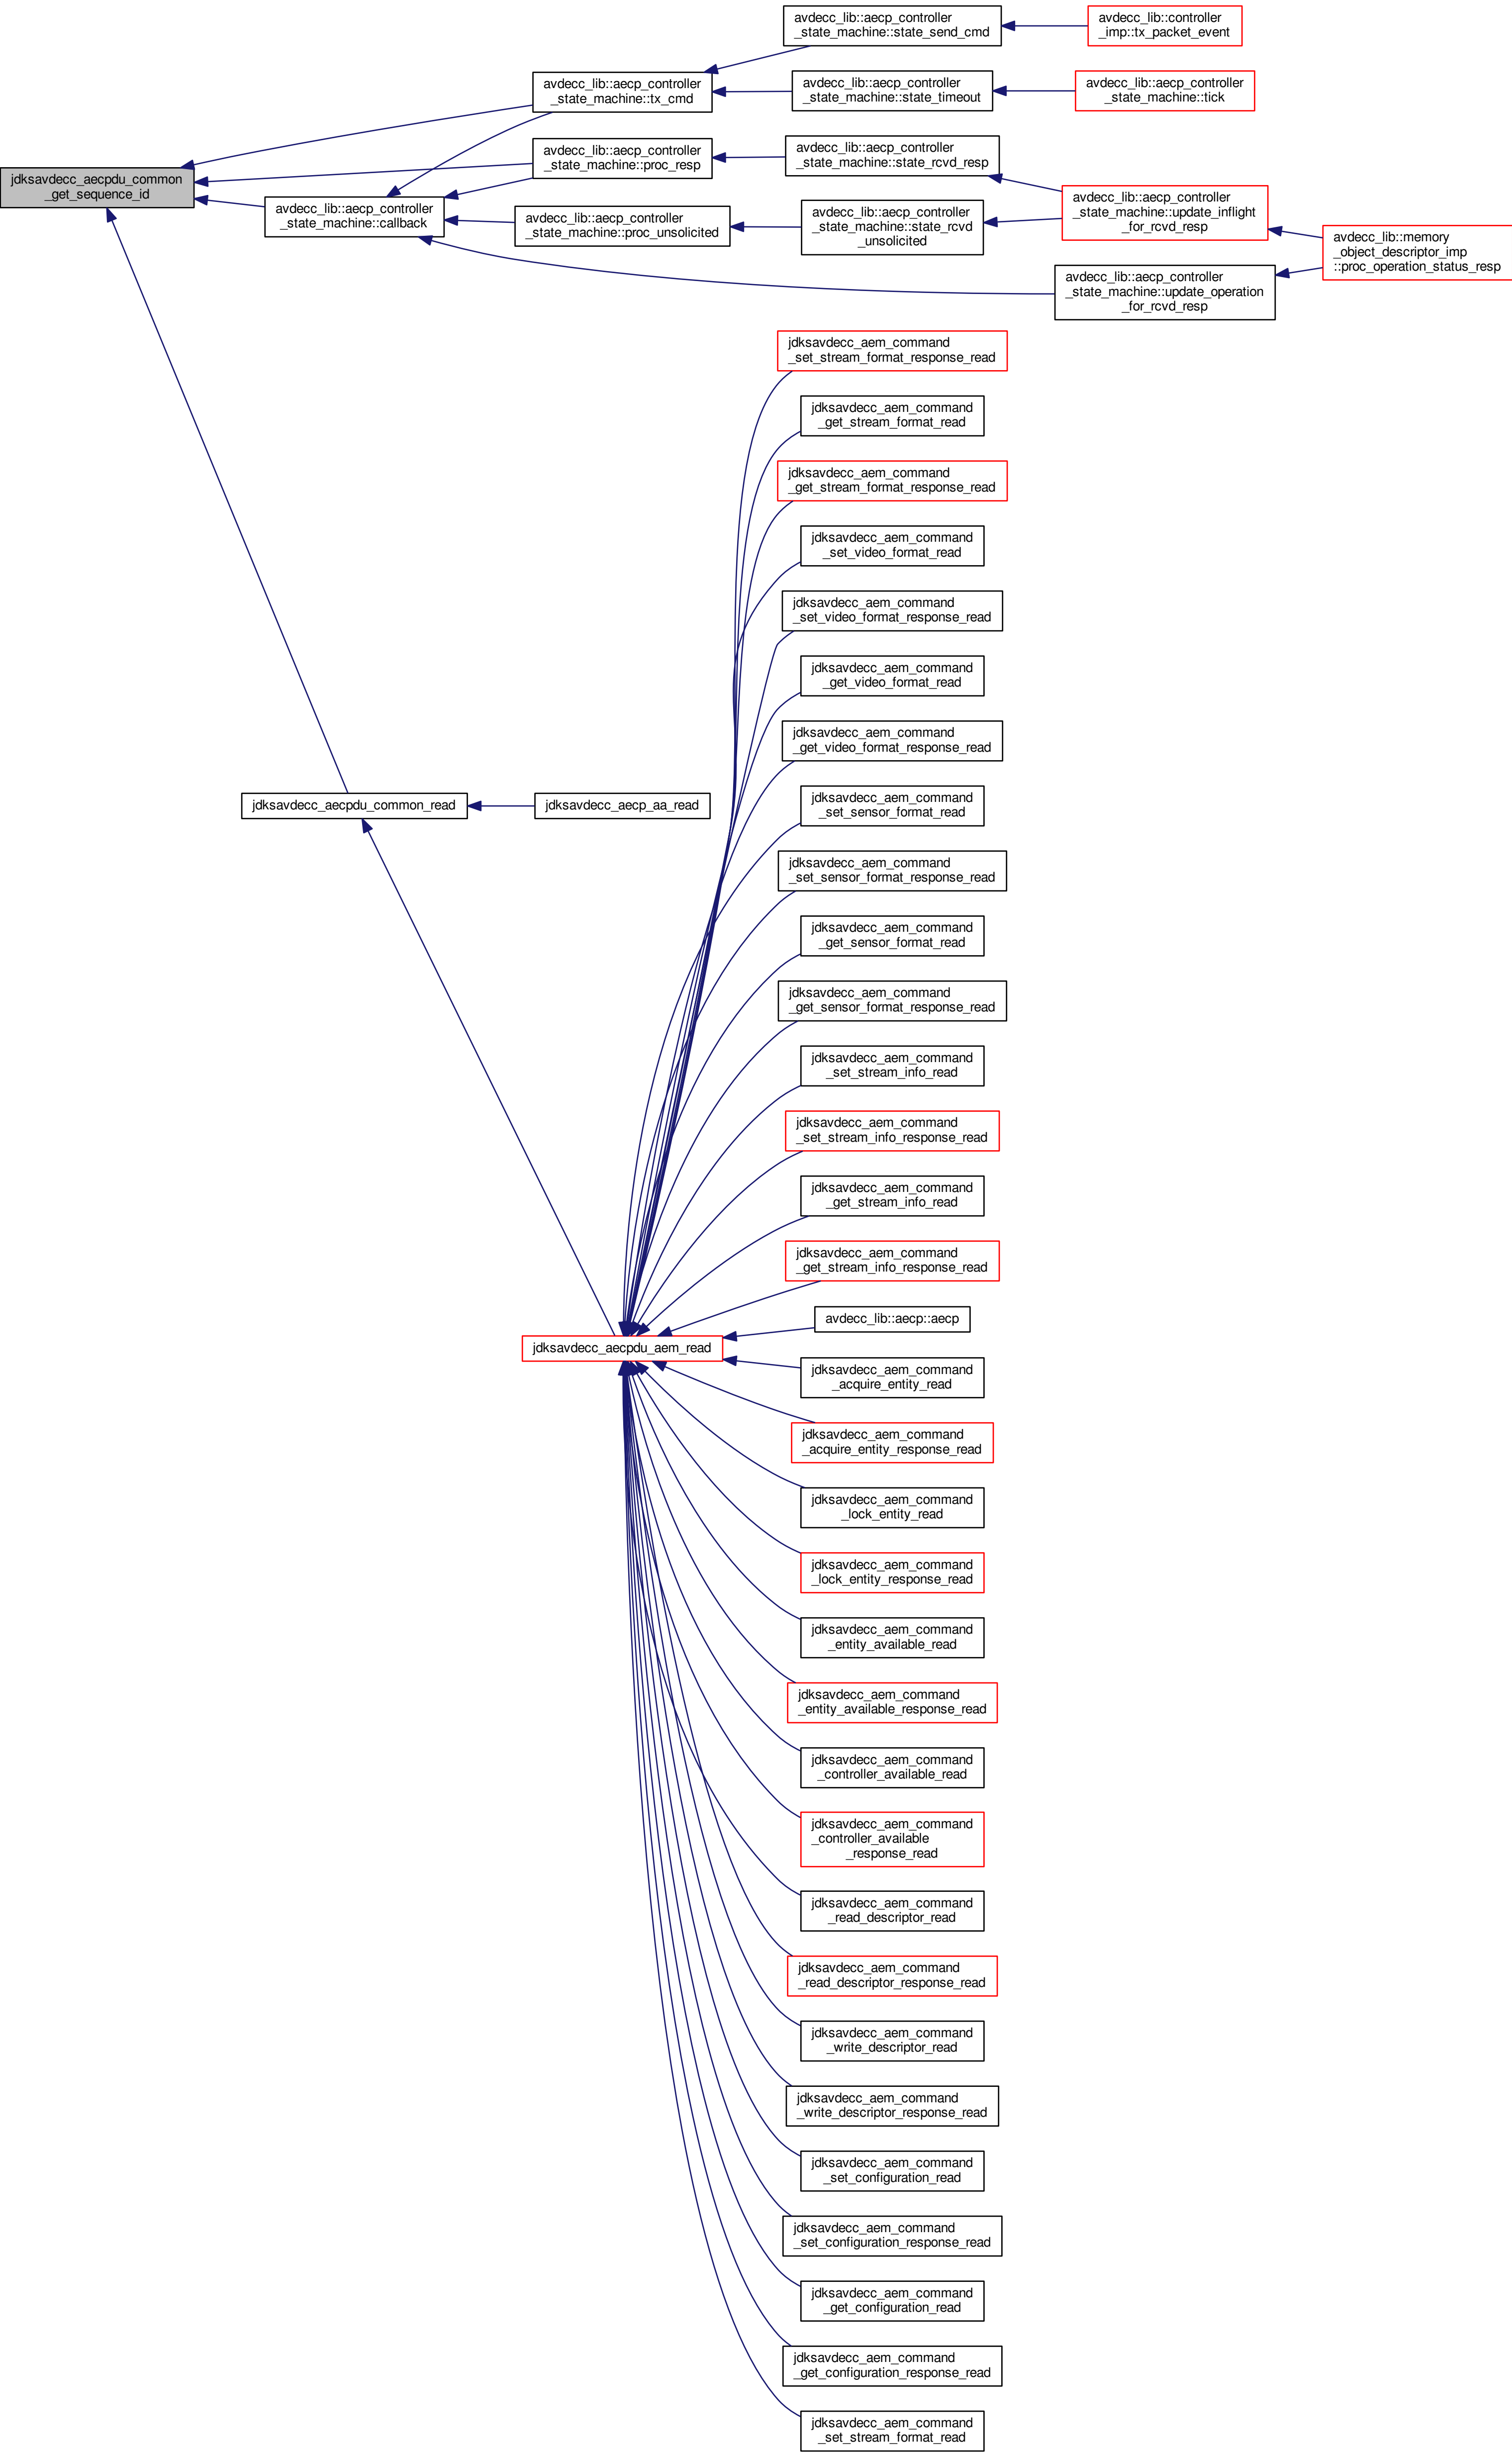 avdecc_lib::aecp_controller
_state_machine::state_send_cmd
avdecc_lib::controller
_imp::tx_packet_event
avdecc_lib::aecp_controller
_state_machine::tx_cmd
avdecc_lib::aecp_controller
_state_machine::state_timeout
avdecc_lib::aecp_controller
_state_machine::tick
avdecc_lib::aecp_controller
_state_machine::proc_resp
avdecc_lib::aecp_controller
_state_machine::state_rcvd_resp
jdksavdecc_aecpdu_common
_get_sequence_id
avdecc_lib::aecp_controller
_state_machine::callback
avdecc_lib::aecp_controller
_state_machine::proc_unsolicited
avdecc_lib::aecp_controller
_state_machine::state_rcvd
_unsolicited
avdecc_lib::aecp_controller
_state_machine::update_inflight
_for_rcvd_resp
avdecc_lib::memory
_object_descriptor_imp
::proc_operation_status_resp
avdecc_lib::aecp_controller
_state_machine::update_operation
_for_rcvd_resp
jdksavdecc_aem_command
_set_stream_format_response_read
jdksavdecc_aem_command
_get_stream_format_read
jdksavdecc_aem_command
_get_stream_format_response_read
jdksavdecc_aem_command
_set_video_format_read
jdksavdecc_aem_command
_set_video_format_response_read
jdksavdecc_aem_command
_get_video_format_read
jdksavdecc_aem_command
_get_video_format_response_read
jdksavdecc_aecpdu_common_read
jdksavdecc_aecp_aa_read
jdksavdecc_aem_command
_set_sensor_format_read
jdksavdecc_aem_command
_set_sensor_format_response_read
jdksavdecc_aem_command
_get_sensor_format_read
jdksavdecc_aem_command
_get_sensor_format_response_read
jdksavdecc_aem_command
_set_stream_info_read
jdksavdecc_aem_command
_set_stream_info_response_read
jdksavdecc_aem_command
_get_stream_info_read
jdksavdecc_aem_command
_get_stream_info_response_read
jdksavdecc_aecpdu_aem_read
avdecc_lib::aecp::aecp
jdksavdecc_aem_command
_acquire_entity_read
jdksavdecc_aem_command
_acquire_entity_response_read
jdksavdecc_aem_command
_lock_entity_read
jdksavdecc_aem_command
_lock_entity_response_read
jdksavdecc_aem_command
_entity_available_read
jdksavdecc_aem_command
_entity_available_response_read
jdksavdecc_aem_command
_controller_available_read
jdksavdecc_aem_command
_controller_available
_response_read
jdksavdecc_aem_command
_read_descriptor_read
jdksavdecc_aem_command
_read_descriptor_response_read
jdksavdecc_aem_command
_write_descriptor_read
jdksavdecc_aem_command
_write_descriptor_response_read
jdksavdecc_aem_command
_set_configuration_read
jdksavdecc_aem_command
_set_configuration_response_read
jdksavdecc_aem_command
_get_configuration_read
jdksavdecc_aem_command
_get_configuration_response_read
jdksavdecc_aem_command
_set_stream_format_read